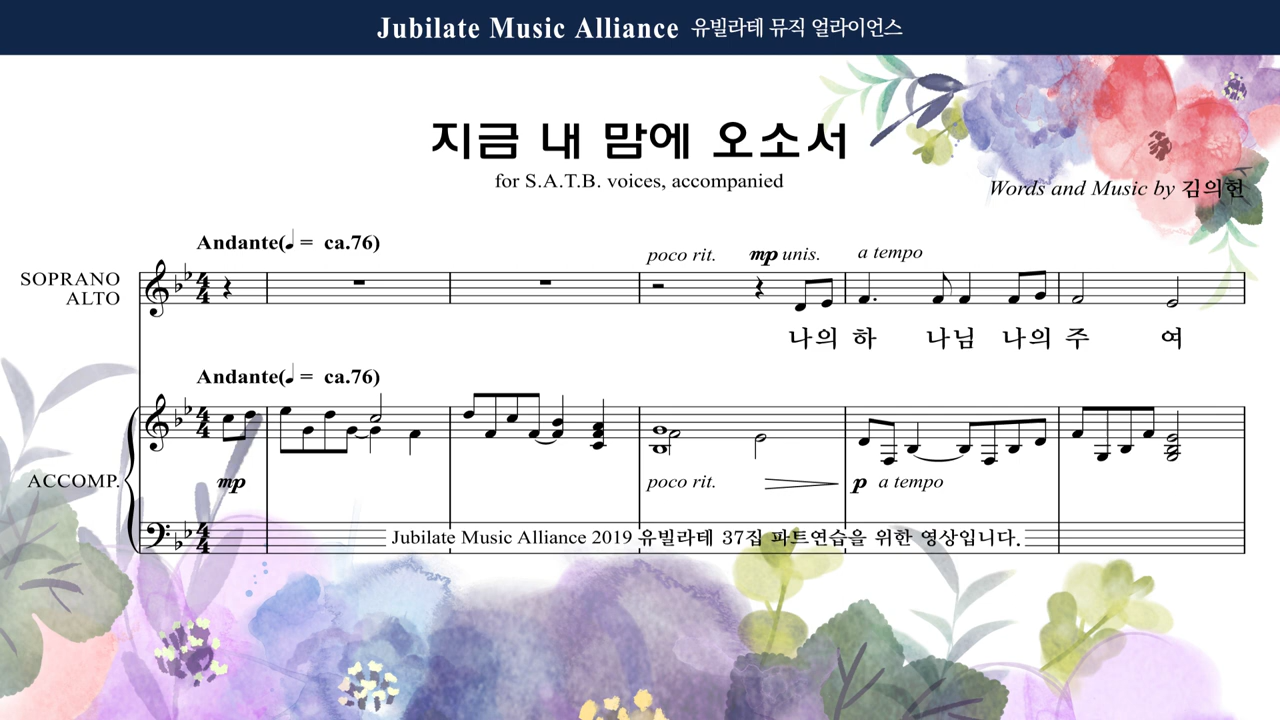 Jubilate Music Alliance 유빌라테 뮤직 얼라이언스
지금 내 맘에 오소서
for S.A.T.B. voices, accompanied
Words and Music by 김의현
Andante(♩= ca.76)
poco rit. mp unis. a tempo
SOPRANO
ALTO
나의 하 나님 나의 주 여
Andante(♩= ca.76)
ACCOMP.
mp poco rit. p a tempo
Jubilate Music Alliance 2019 유빌라테 37집 파트연습을 위한 영상입니다.